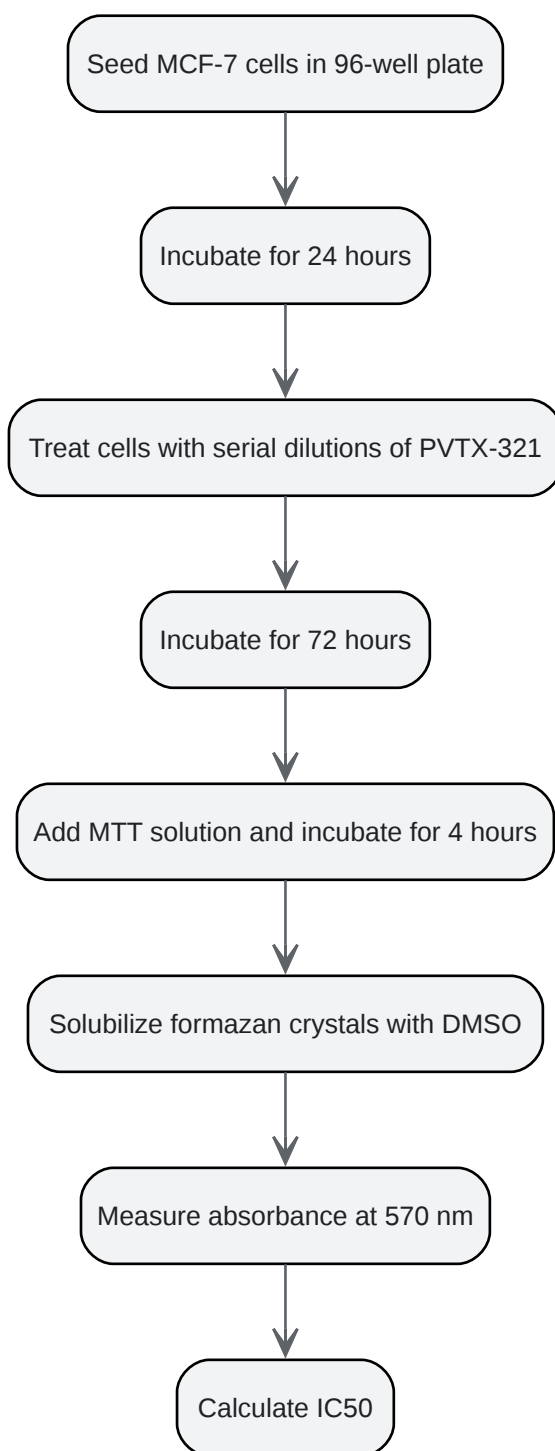 Seed MCF-7 cells in 96-well plate
Incubate for 24 hours
Treat cells with serial dilutions of PVTX-321
Incubate for 72 hours
Add MTT solution and incubate for 4 hours
Solubilize formazan crystals with DMSO
Measure absorbance at 570 nm
Calculate IC50